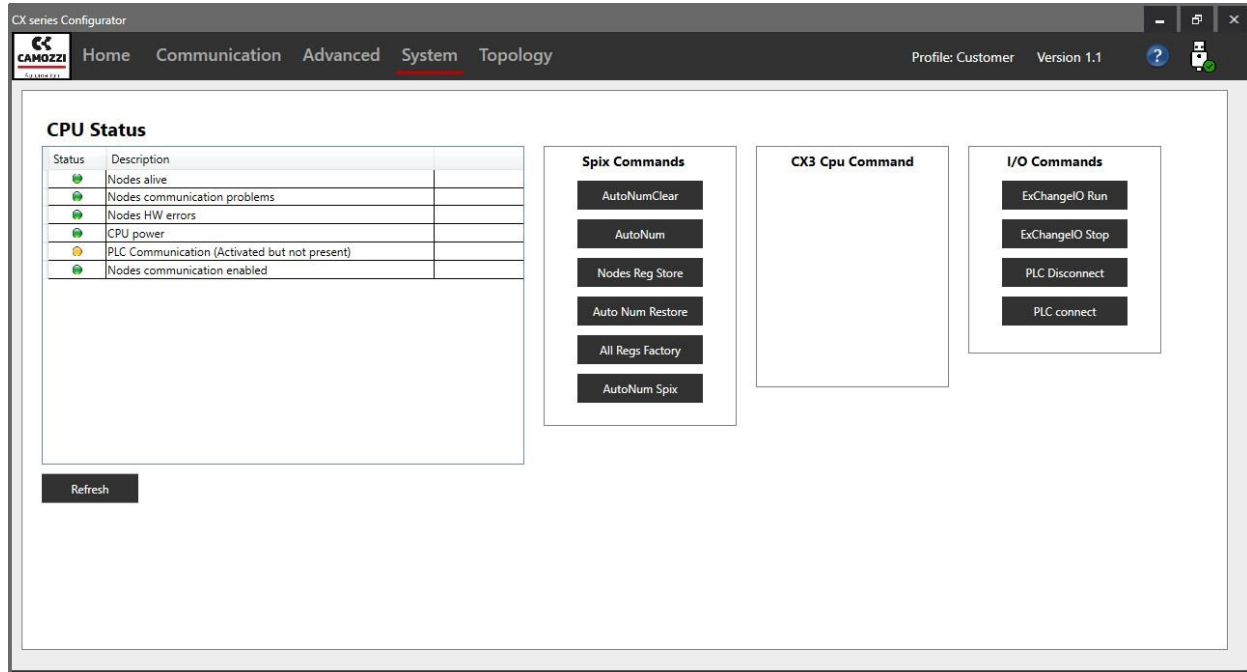 CX series Configurator
CAMOZZI
Automation
Home Communication Advanced System Topology
Profile: Customer Version 1.1
?
CPU Status
Status Description
Nodes alive
Nodes communication problems
Nodes HW errors
CPU power
PLC Communication (Activated but not present)
Nodes communication enabled
Refresh
Spix Commands
AutoNumClear
AutoNum
Nodes Reg Store
Auto Num Restore
All Regs Factory
AutoNum Spix
CX3 Cpu Command
I/O Commands
ExChangeIO Run
ExChangeIO Stop
PLC Disconnect
PLC connect